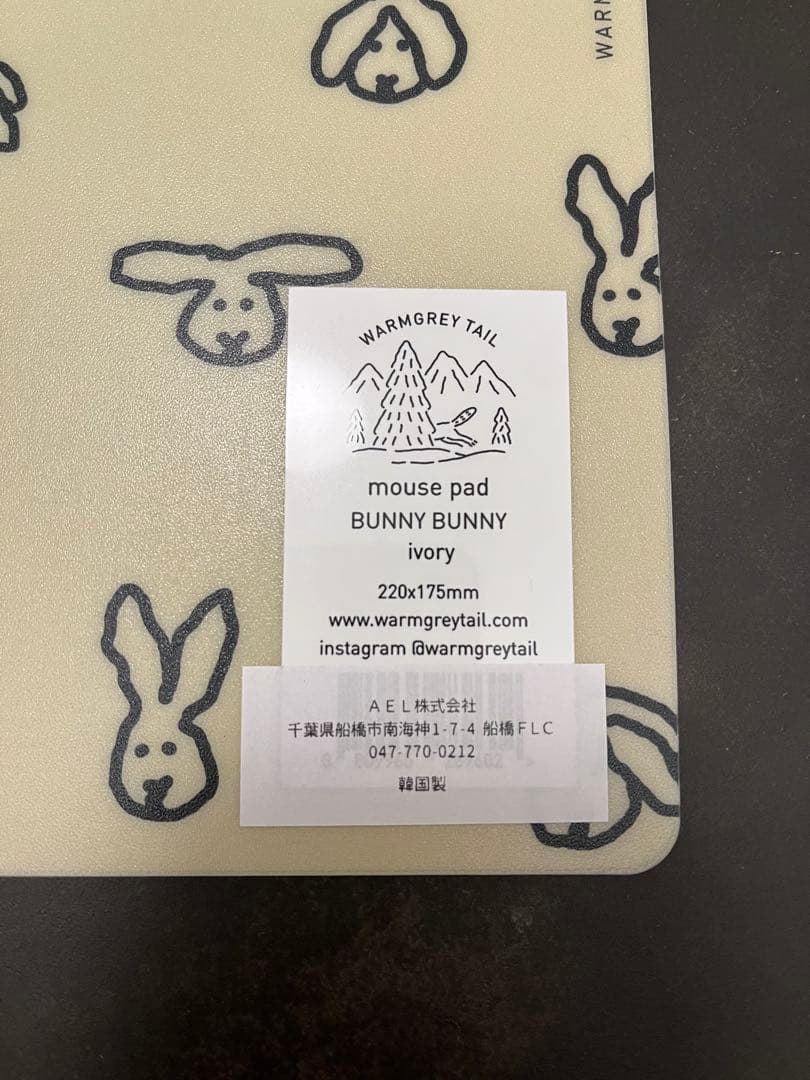 WARM
WARMGREY TAIL
mouse pad
BUNNY BUNNY
ivory
220x175mm
www.warmgreytail.com
instagram @warmgreytail
ＡＥＬ株式会社
千葉県船橋市南海神1-7-4 船橋ＦＬＣ
047-770-0212
韓国製